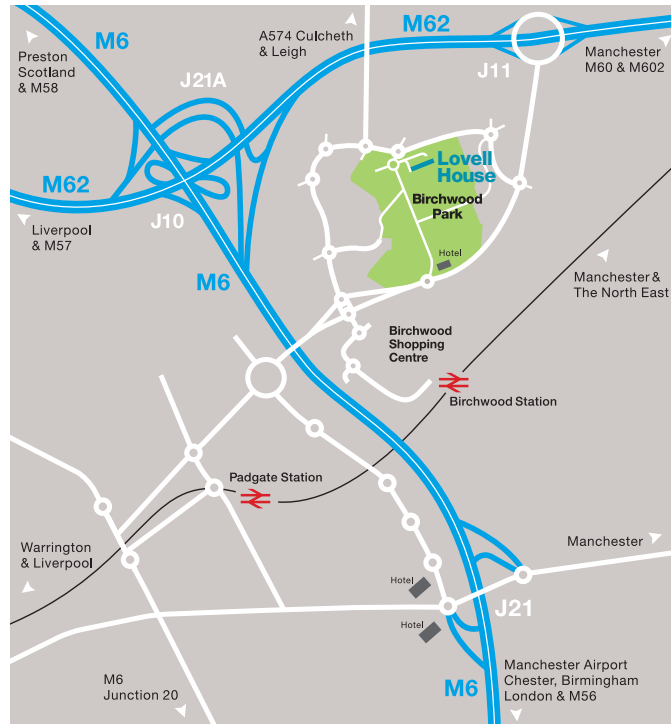 M6
Preston
Scotland
& M58
A574 Culcheth
& Leigh
M62
J11
Manchester
M60 & M602
J21A
Lovell
House
Birchwood
Park
Hotel
M62
J10
Liverpool
& M57
M6
Manchester &
The North East
Birchwood
Shopping
Centre
Birchwood Station
Padgate Station
Warrington
& Liverpool
Manchester
Hotel
J21
Hotel
M6
Junction 20
M6
Manchester Airport
Chester, Birmingham
London & M56